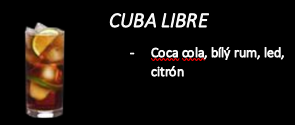 CUBA LIBRE
- Coca cola, bílý rum, led,
citrón